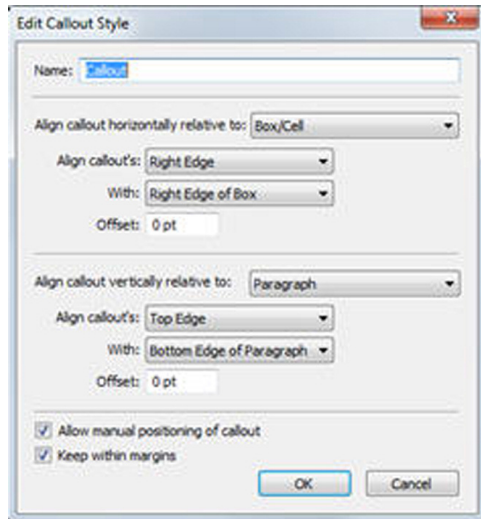 Edit Callout Style
Name: Callout
Align callout horizontally relative to: Box/Cell
Align callout's: Right Edge
With: Right Edge of Box
Offset: 0 pt
Align callout vertically relative to: Paragraph
Align callout's: Top Edge
With: Bottom Edge of Paragraph
Offset: 0 pt
Allow manual positioning of callout
Keep within margins
OK Cancel